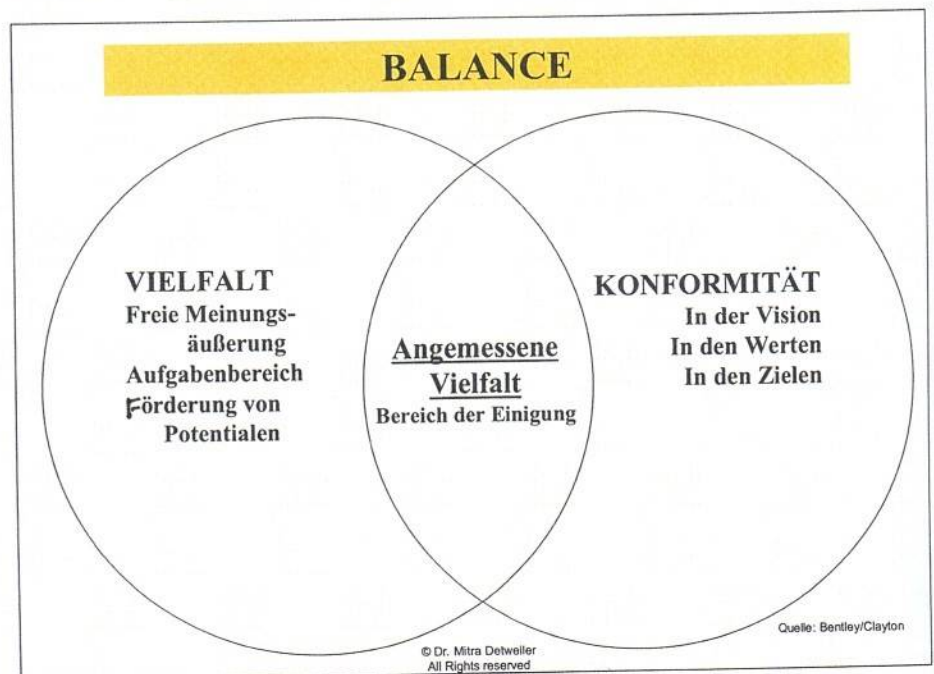 BALANCE
VIELFALT
Freie Meinungs-
äußerung
Aufgabenbereich
Förderung von
Potentialen
Angemessene
Vielfalt
Bereich der Einigung
KONFORMITÄT
In der Vision
In den Werten
In den Zielen
Quelle: Bentley/Clayton
© Dr. Mitra Detweiler
All Rights reserved